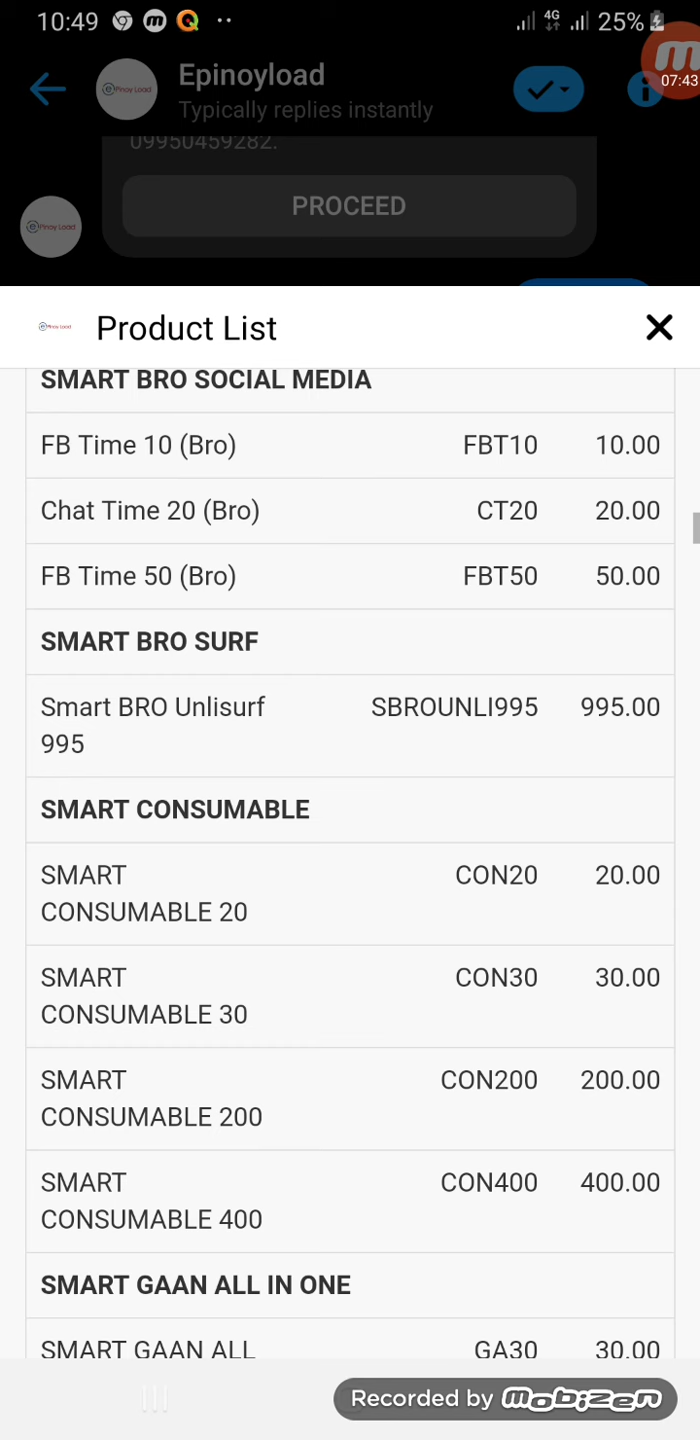 10:49 4G 25%
07:43
Epinoyload
Typically replies instantly
09950459282.
PROCEED
Product List
SMART BRO SOCIAL MEDIA
FB Time 10 (Bro) FBT10 10.00
Chat Time 20 (Bro) CT20 20.00
FB Time 50 (Bro) FBT50 50.00
SMART BRO SURF
Smart BRO Unlisurf SBROUNLI995 995.00
995
SMART CONSUMABLE
SMART CON20 20.00
CONSUMABLE 20
SMART CON30 30.00
CONSUMABLE 30
SMART CON200 200.00
CONSUMABLE 200
SMART CON400 400.00
CONSUMABLE 400
SMART GAAN ALL IN ONE
SMART GAAN ALL GA30 30.00
Recorded by mobizen